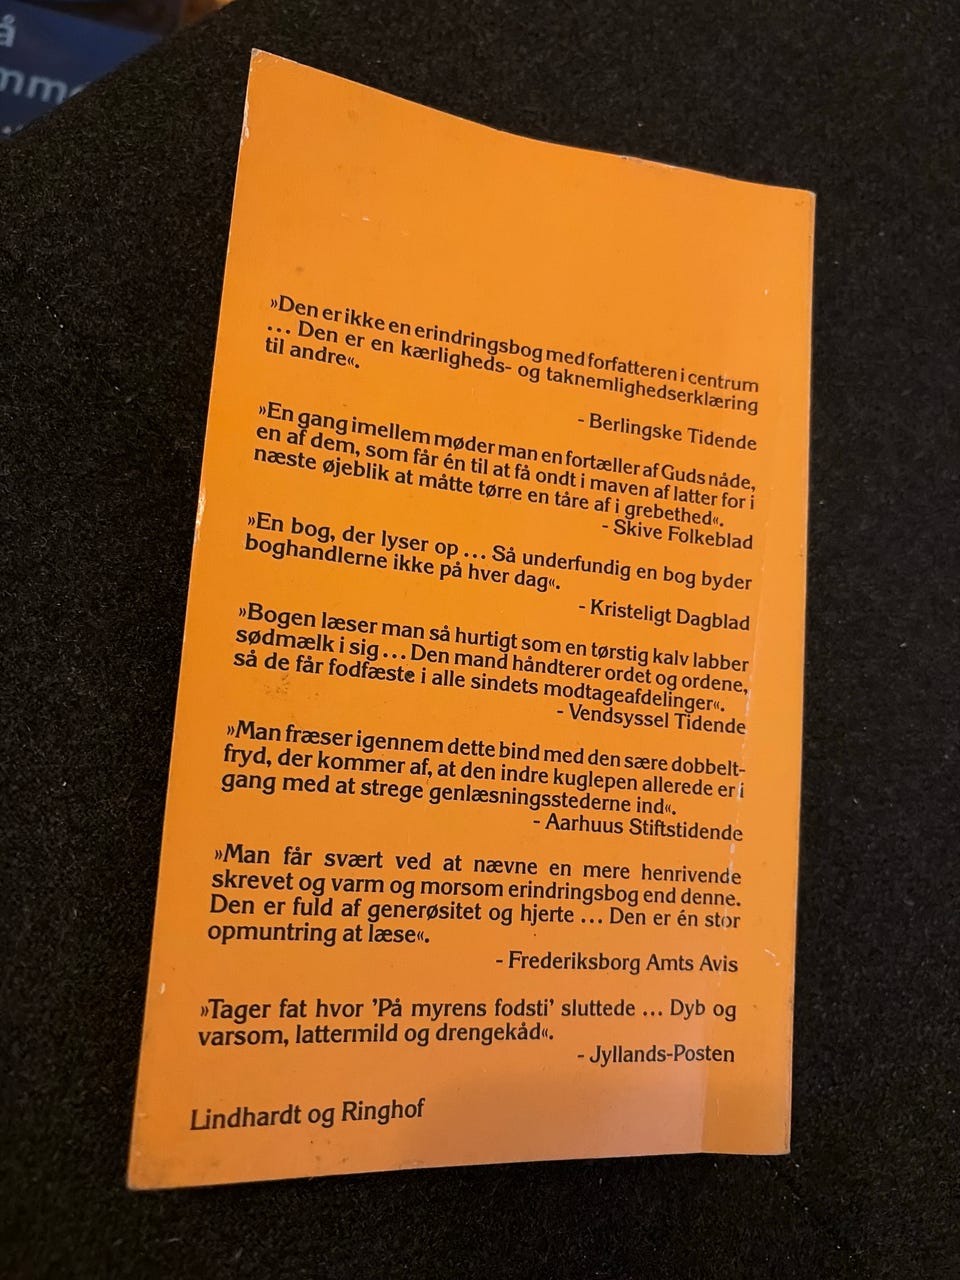 å
»Den er ikke en erindringsbog med forfatteren i centrum
... Den er en kærligheds- og taknemlighedserklæring
til andre«.
- Berlingske Tidende
»En gang imellem møder man en fortæller af Guds nåde,
en af dem, som får én til at få ondt i maven af latter for i
næste øjeblik at måtte tørre en tåre af i grebethed«.
- Skive Folkeblad
»En bog, der lyser op ... Så underfundig en bog byder
boghandlerne ikke på hver dag«.
- Kristeligt Dagblad
»Bogen læser man så hurtigt som en tørstig kalv labber
sødmælk i sig ... Den mand håndterer ordet og ordene,
så de får fodfæste i alle sindets modtageafdelinger«.
- Vendsyssel Tidende
»Man fræser igennem dette bind med den sære dobbelt-
fryd, der kommer af, at den indre kuglepen allerede er i
gang med at strege genlæsningsstederne ind«.
- Aarhuus Stiftstidende
»Man får svært ved at nævne en mere henrivende
skrevet og varm og morsom erindringsbog end denne.
Den er fuld af generøsitet og hjerte ... Den er én stor
opmuntring at læse«.
- Frederiksborg Amts Avis
»Tager fat hvor ’På myrens fodsti’ sluttede ... Dyb og
varsom, lattermild og drengekåd«.
- Jyllands-Posten
Lindhardt og Ringhof